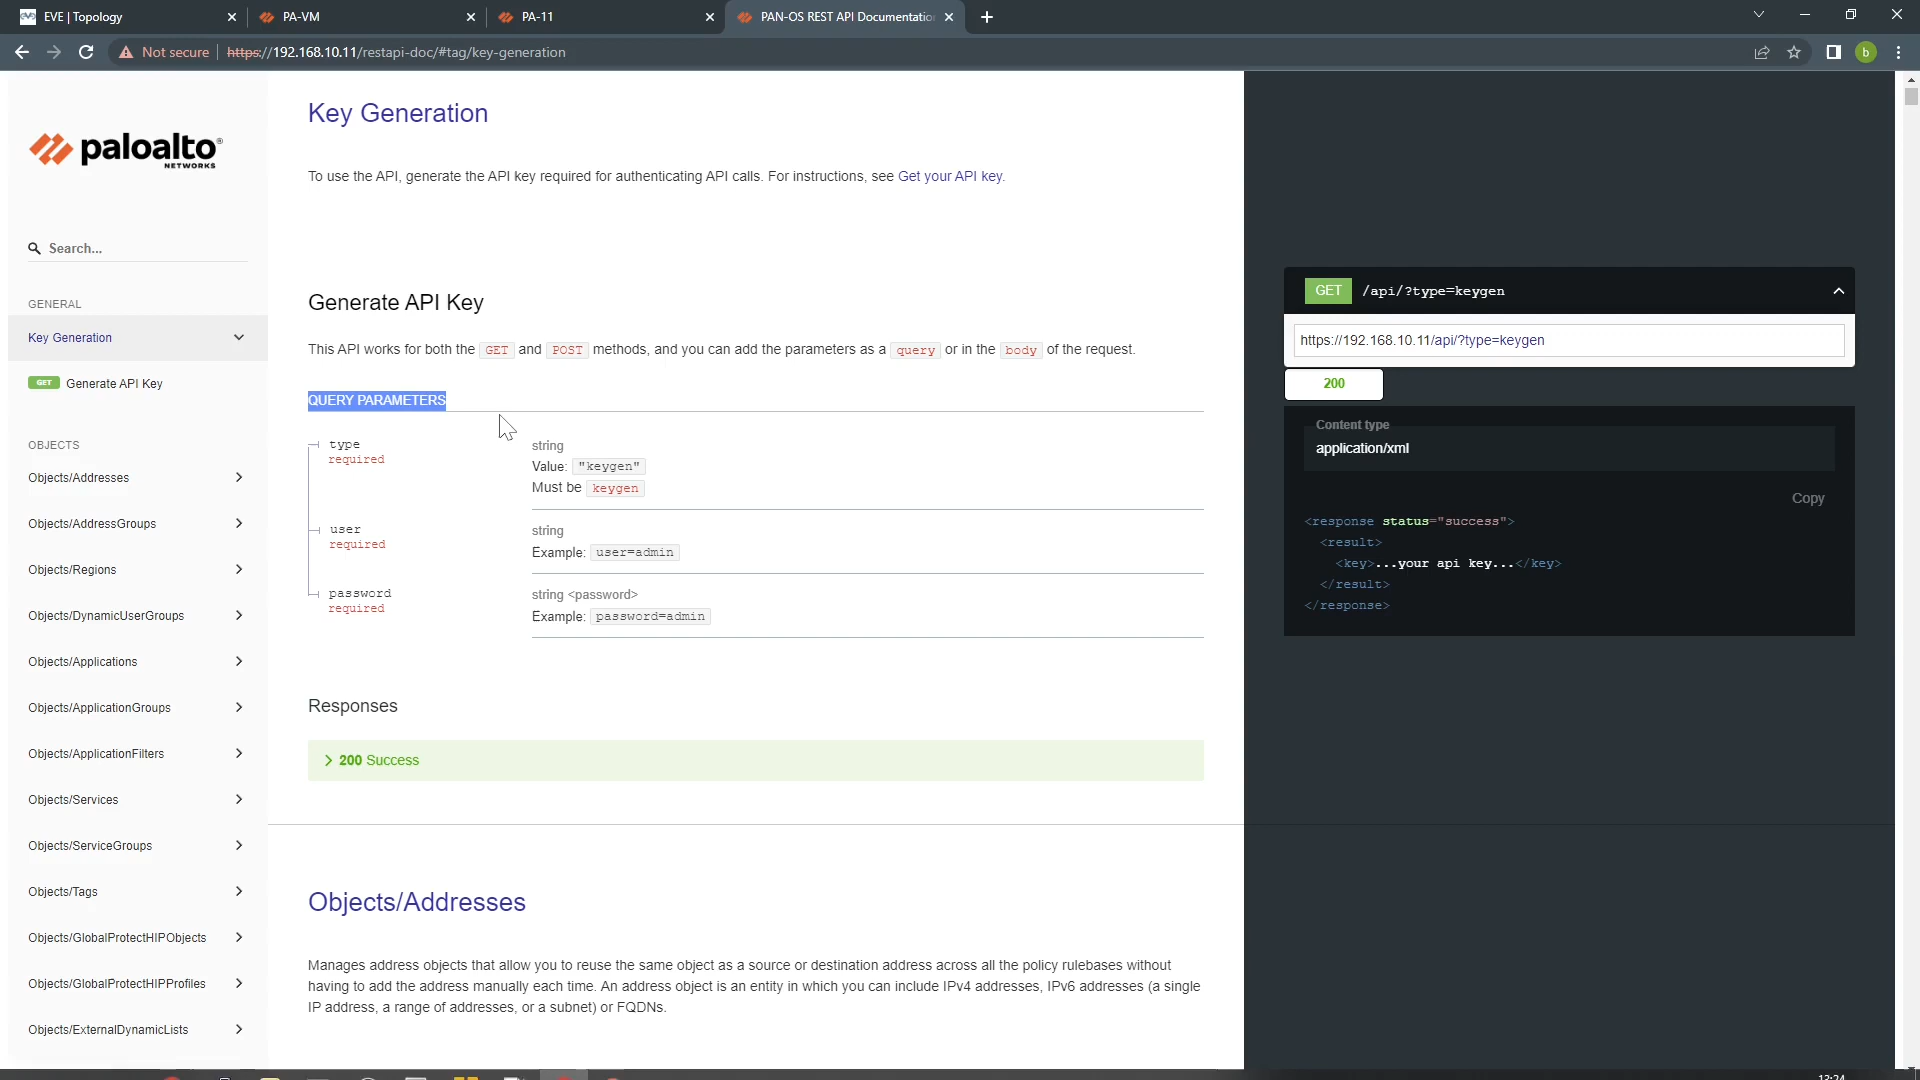 EVE | Topology
PA-VM
PA-11
PAN-OS REST API Documentatio
Not secure
https://192.168.10.11/restapi-doc/#tag/key-generation
b
paloalto®
NETWORKS
Search...
GENERAL
Key Generation
GET Generate API Key
OBJECTS
Objects/Addresses
Objects/AddressGroups
Objects/Regions
Objects/DynamicUserGroups
Objects/Applications
Objects/ApplicationGroups
Objects/ApplicationFilters
Objects/Services
Objects/ServiceGroups
Objects/Tags
Objects/GlobalProtectHIPObjects
Objects/GlobalProtectHIPProfiles
Objects/ExternalDynamicLists
Key Generation
To use the API, generate the API key required for authenticating API calls. For instructions, see Get your API key.
Generate API Key
This API works for both the GET and POST methods, and you can add the parameters as a query or in the body of the request.
QUERY PARAMETERS
type
required
string
Value: "keygen"
Must be keygen
user
required
string
Example: user=admin
password
required
string <password>
Example: password=admin
Responses
200 Success
Objects/Addresses
Manages address objects that allow you to reuse the same object as a source or destination address across all the policy rulebases without
having to add the address manually each time. An address object is an entity in which you can include IPv4 addresses, IPv6 addresses (a single
IP address, a range of addresses, or a subnet) or FQDNs.
GET /api/?type=keygen
https://192.168.10.11/api/?type=keygen
200
Content type
application/xml
Copy
<response status="success">
<result>
<key>...your api key...</key>
</result>
</response>